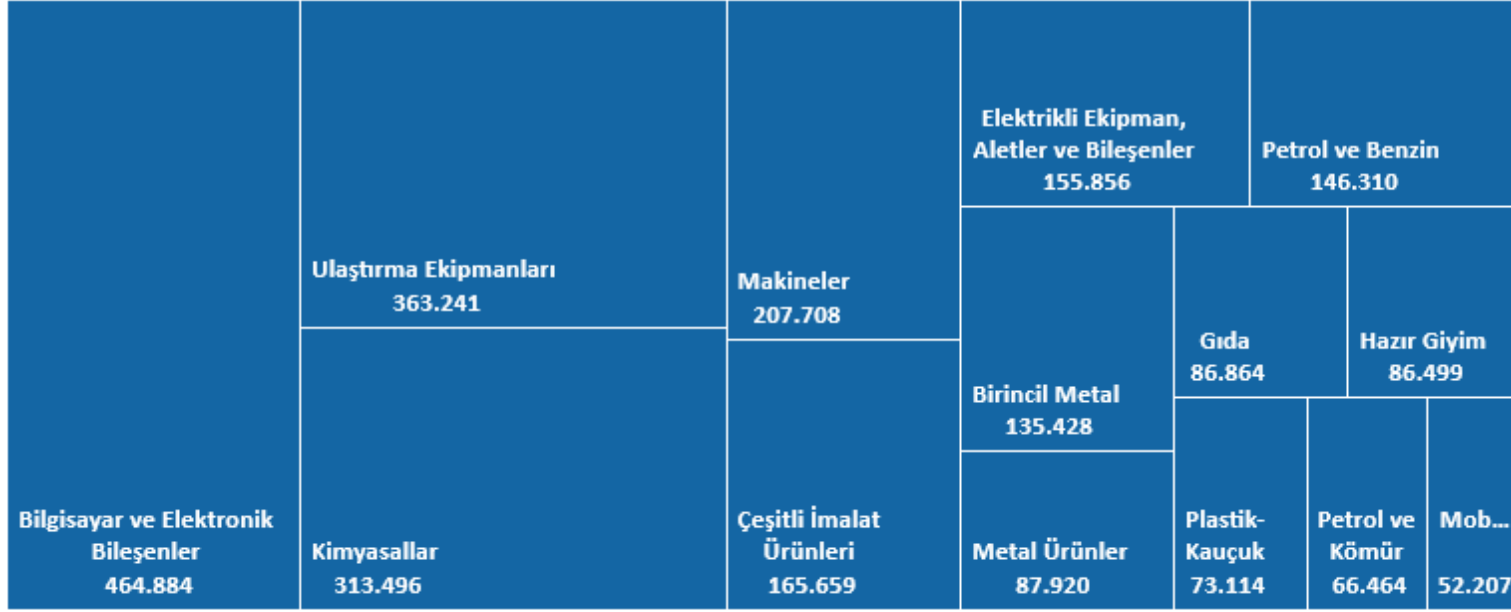 Bilgisayar ve Elektronik
Bileşenler
464.884
Ulaştırma Ekipmanları
363.241
Kimyasallar
313.496
Makineler
207.708
Çeşitli İmalat
Ürünleri
165.659
Elektrikli Ekipman,
Aletler ve Bileşenler
155.856
Petrol ve Benzin
146.310
Birincil Metal
135.428
Metal Ürünler
87.920
Gıda
86.864
Hazır Giyim
86.499
Plastik-
Kauçuk
73.114
Petrol ve
Kömür
66.464
Mob...
52.207